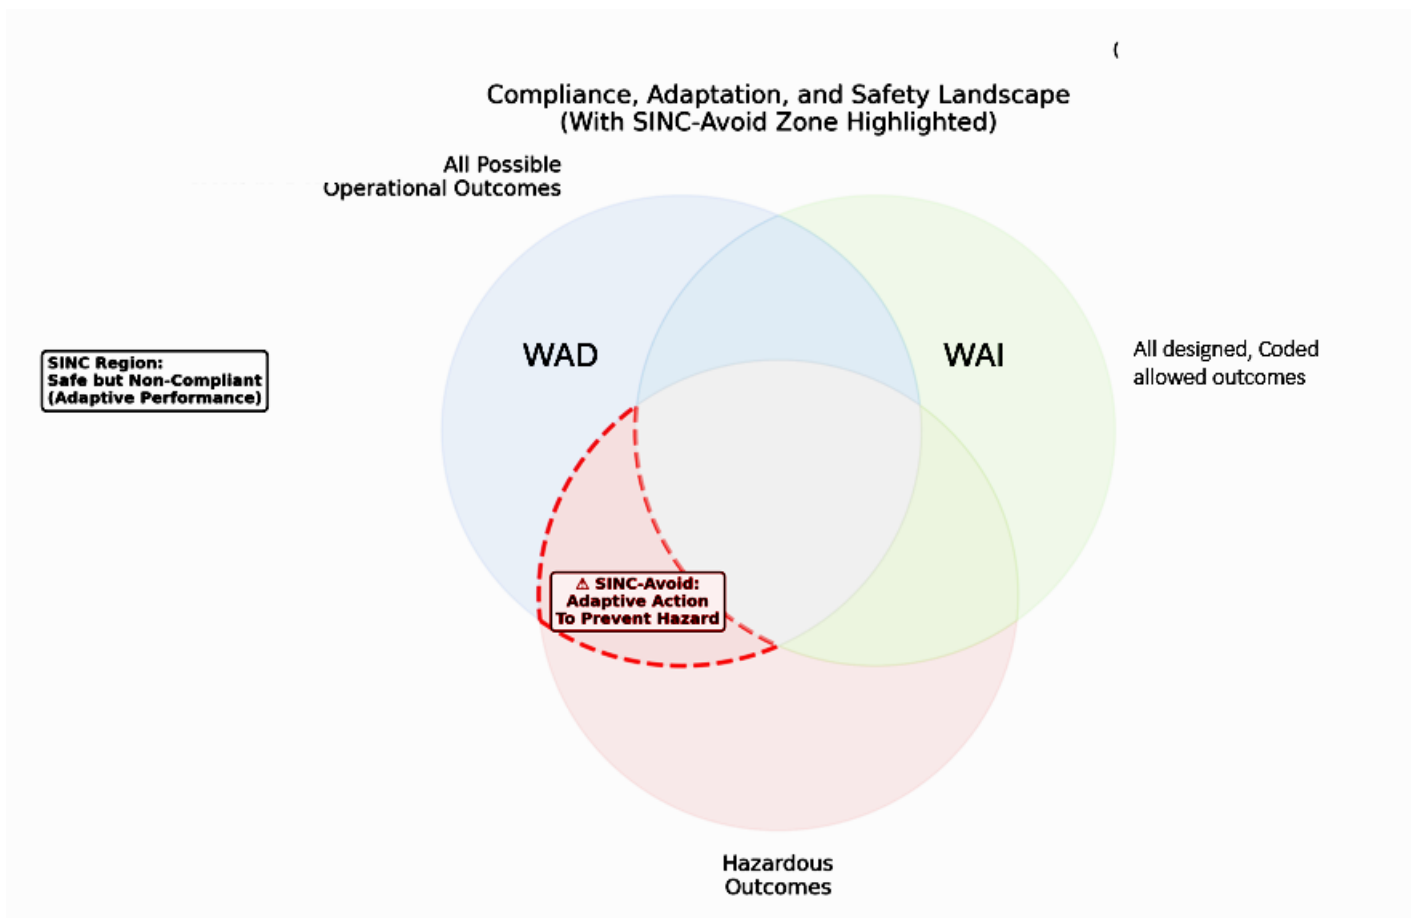 (
Compliance, Adaptation, and Safety Landscape
(With SINC-Avoid Zone Highlighted)
All Possible
Operational Outcomes
WAD
WAI
SINC Region:
Safe but Non-Compliant
(Adaptive Performance)
All designed, Coded
allowed outcomes
⚠ SINC-Avoid:
Adaptive Action
To Prevent Hazard
Hazardous
Outcomes